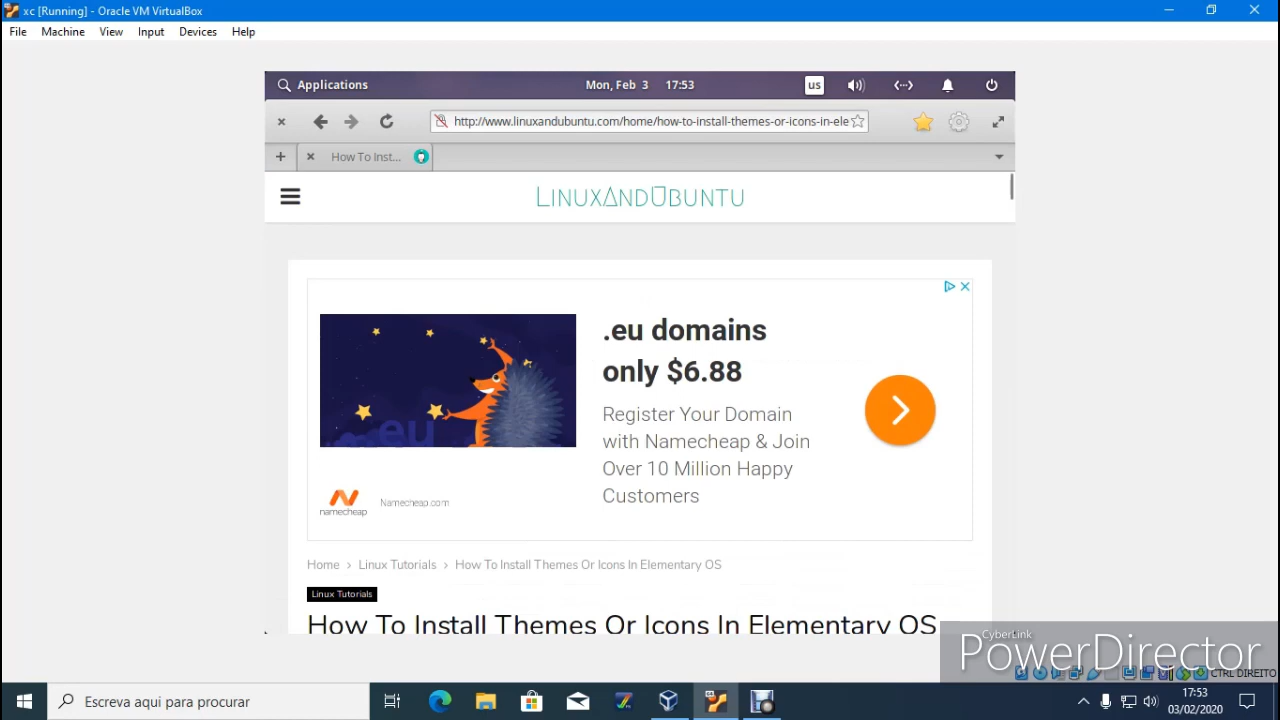 xc [Running] - Oracle VM VirtualBox
File Machine View Input Devices Help
Applications
Mon, Feb 3 17:53
us
http://www.linuxandubuntu.com/home/how-to-install-themes-or-icons-in-ele
How To Inst...
LINUXANDUBUNTU
.eu domains
only $6.88
Register Your Domain
with Namecheap & Join
Over 10 Million Happy
Customers
.eu
namecheap
Namecheap.com
Home > Linux Tutorials > How To Install Themes Or Icons In Elementary OS
Linux Tutorials
How To Install Themes Or Icons In Elementary OS
CyberLink
PowerDirector
CTRL DIREITO
Escreva aqui para procurar
17:53
03/02/2020